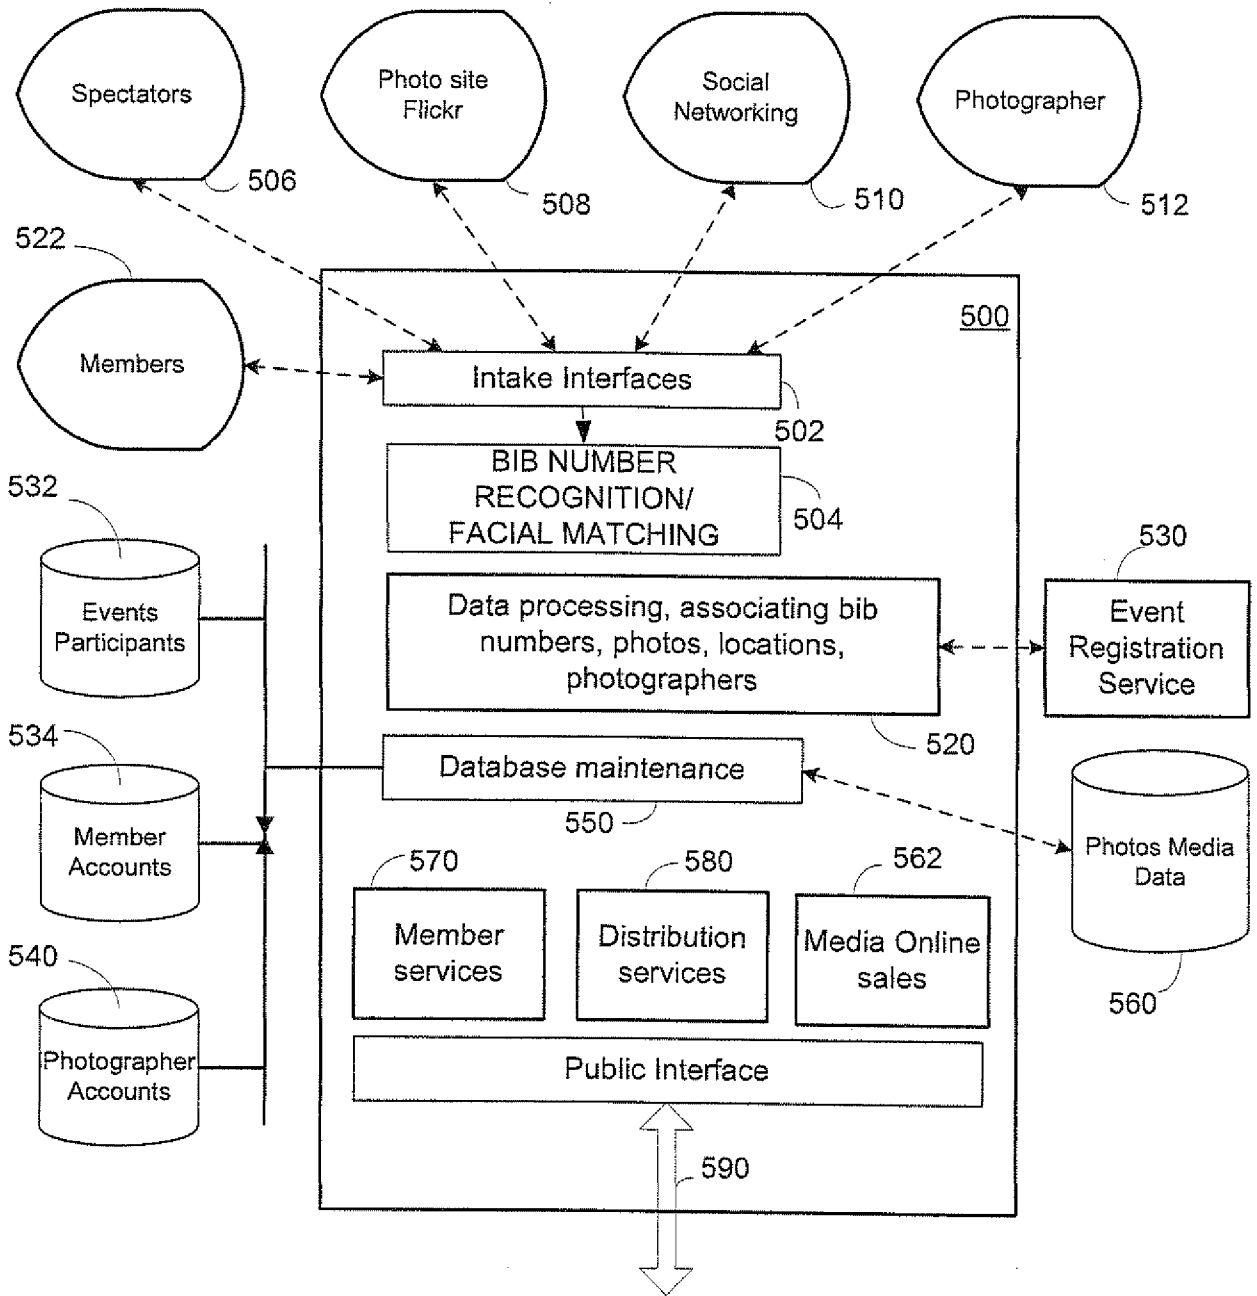 Spectators
506
Photo site
Flickr
508
Social
Networking
510
Photographer
512
522
Members
500
Intake Interfaces
502
BIB NUMBER
RECOGNITION/
FACIAL MATCHING
504
532
Events
Participants
Data processing, associating bib
numbers, photos, locations,
photographers
520
530
Event
Registration
Service
534
Member
Accounts
Database maintenance
550
Photos Media
Data
560
570
Member
services
580
Distribution
services
562
Media Online
sales
540
Photographer
Accounts
Public Interface
590